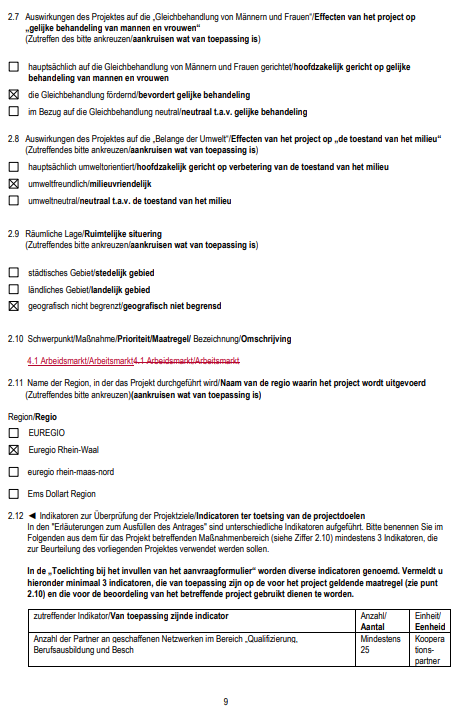 2.7 Auswirkungen des Projektes auf die „Gleichbehandlung von Männern und Frauen"/Effecten van het project op
„gelijke behandeling van mannen en vrouwen"
(Zutreffen des bitte ankreuzen/aankruisen wat van toepassing is)
hauptsächlich auf die Gleichbehandlung von Männern und Frauen gerichtet/hoofdzakelijk gericht op gelijke
behandeling van mannen en vrouwen
die Gleichbehandlung fördernd/bevordert gelijke behandeling
im Bezug auf die Gleichbehandlung neutral/neutraal t.a.v. gelijke behandeling
2.8 Auswirkungen des Projektes auf die „Belange der Umwelt"/Effecten van het project op „de toestand van het milieu"
(Zutreffendes bitte ankreuzen/aankruisen wat van toepassing is)
hauptsächlich umweltorientiert/hoofdzakelijk gericht op verbetering van de toestand van het milieu
umweltfreundlich/milieuvriendelijk
umweltneutral/neutraal t.a.v. de toestand van het milieu
2.9 Räumliche Lage/Ruimtelijke situering
(Zutreffendes bitte ankreuzen/aankruisen wat van toepassing is)
städtisches Gebiet/stedelijk gebied
ländliches Gebiet/landelijk gebied
geografisch nicht begrenzt/geografisch niet begrensd
2.10 Schwerpunkt/Maßnahme/Prioriteit/Maatregel/ Bezeichnung/Omschrijving
4.1 Arbeidsmarkt/Arbeitsmarkt4.1 Arbeidsmarkt/Arbeitsmarkt
2.11 Name der Region, in der das Projekt durchgeführt wird/Naam van de regio waarin het project wordt uitgevoerd
(Zutreffendes bitte ankreuzen)(aankruisen wat van toepassing is)
Region/Regio
EUREGIO
Euregio Rhein-Waal
euregio rhein-maas-nord
Ems Dollart Region
2.12 ◄ Indikatoren zur Überprüfung der Projektziele/Indicatoren ter toetsing van de projectdoelen
In den "Erläuterungen zum Ausfüllen des Antrages" sind unterschiedliche Indikatoren aufgeführt. Bitte benennen Sie im
Folgenden aus dem für das Projekt betreffenden Maßnahmenbereich (siehe Ziffer 2.10) mindestens 3 Indikatoren, die
zur Beurteilung des vorliegenden Projektes verwendet werden sollen.
In de „Toelichting bij het invullen van het aanvraagformulier" worden diverse indicatoren genoemd. Vermeldt u
hieronder minimaal 3 indicatoren, die van toepassing zijn op de voor het project geldende maatregel (zie punt
2.10) en die voor de beoordeling van het betreffende project gebruikt dienen te worden.
zutreffender Indikator/Van toepassing zijnde indicator Anzahl/ Einheit/
Aantal Eenheid
Anzahl der Partner an geschaffenen Netzwerken im Bereich „Qualifizierung, Mindestens Koopera
Berufsausbildung und Besch 25 tions-
partner
9